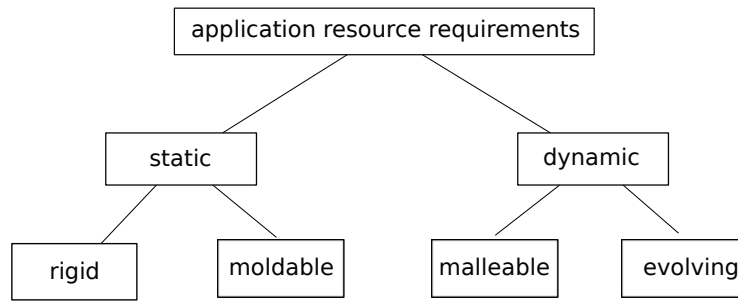 application resource requirements
static
dynamic
rigid
moldable
malleable
evolving